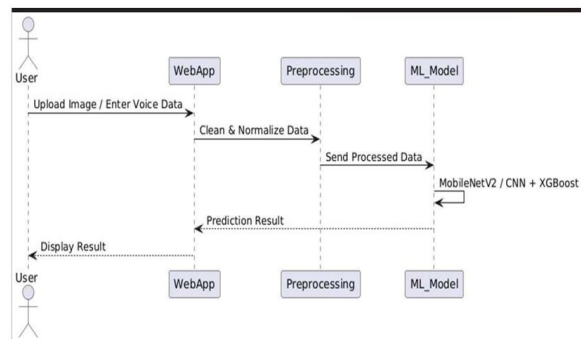 User
WebApp
Preprocessing
ML_Model
Upload Image / Enter Voice Data
Clean & Normalize Data
Send Processed Data
MobileNetV2 / CNN + XGBoost
Prediction Result
Display Result
User
WebApp
Preprocessing
ML_Model